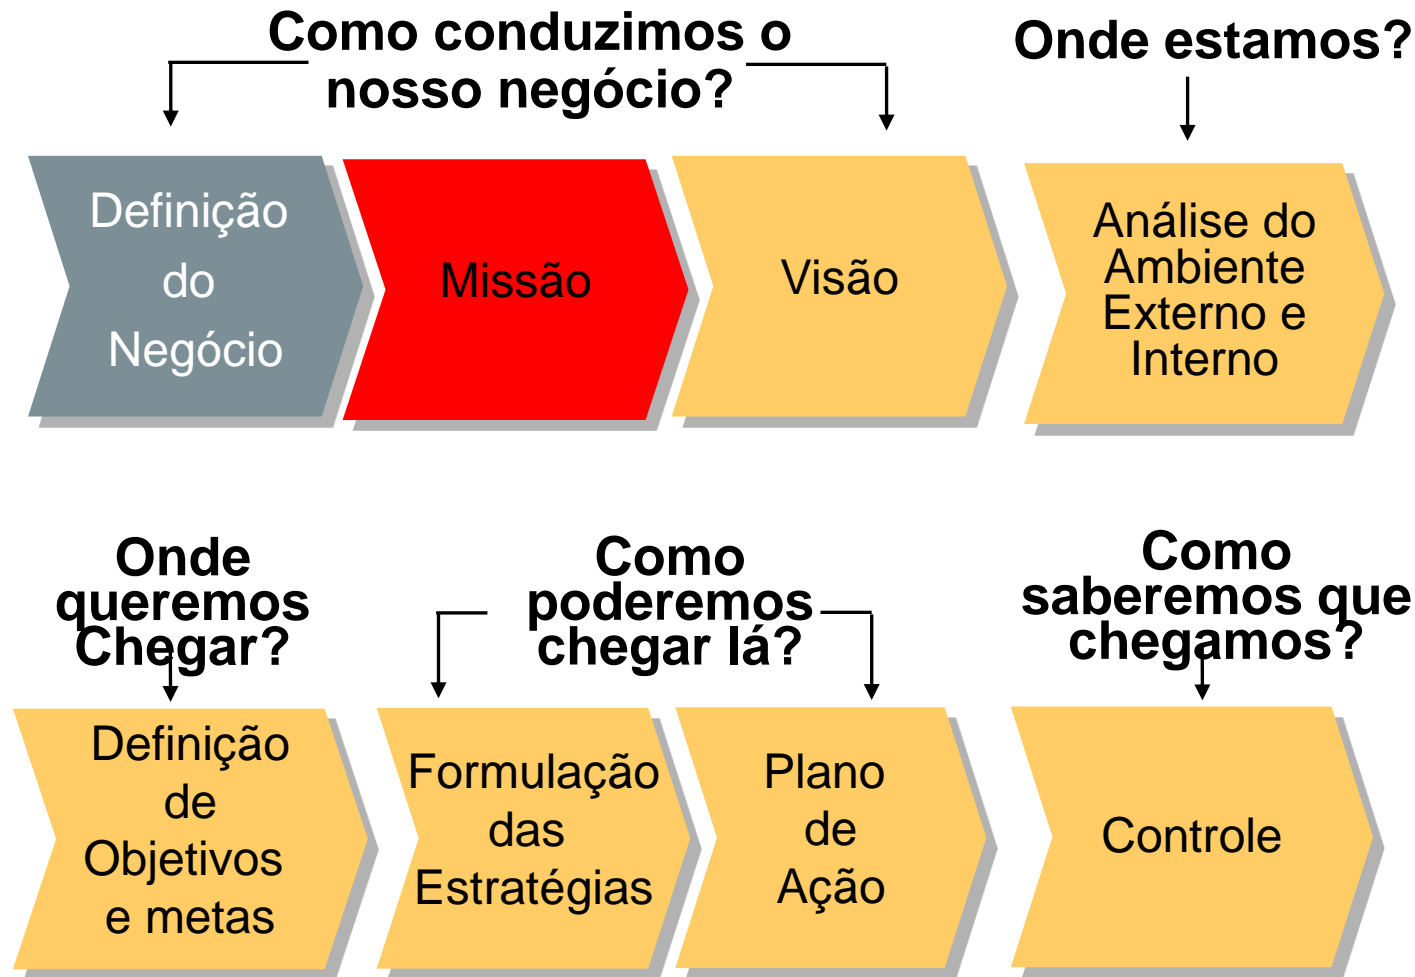 Como conduzimos o
nosso negócio?
Onde estamos?
Definição
do
Negócio
Missão
Visão
Análise do
Ambiente
Externo e
Interno
Onde
queremos
Chegar?
Como
poderemos
chegar lá?
Como
saberemos que
chegamos?
Definição
de
Objetivos
e metas
Formulação
das
Estratégias
Plano
de
Ação
Controle